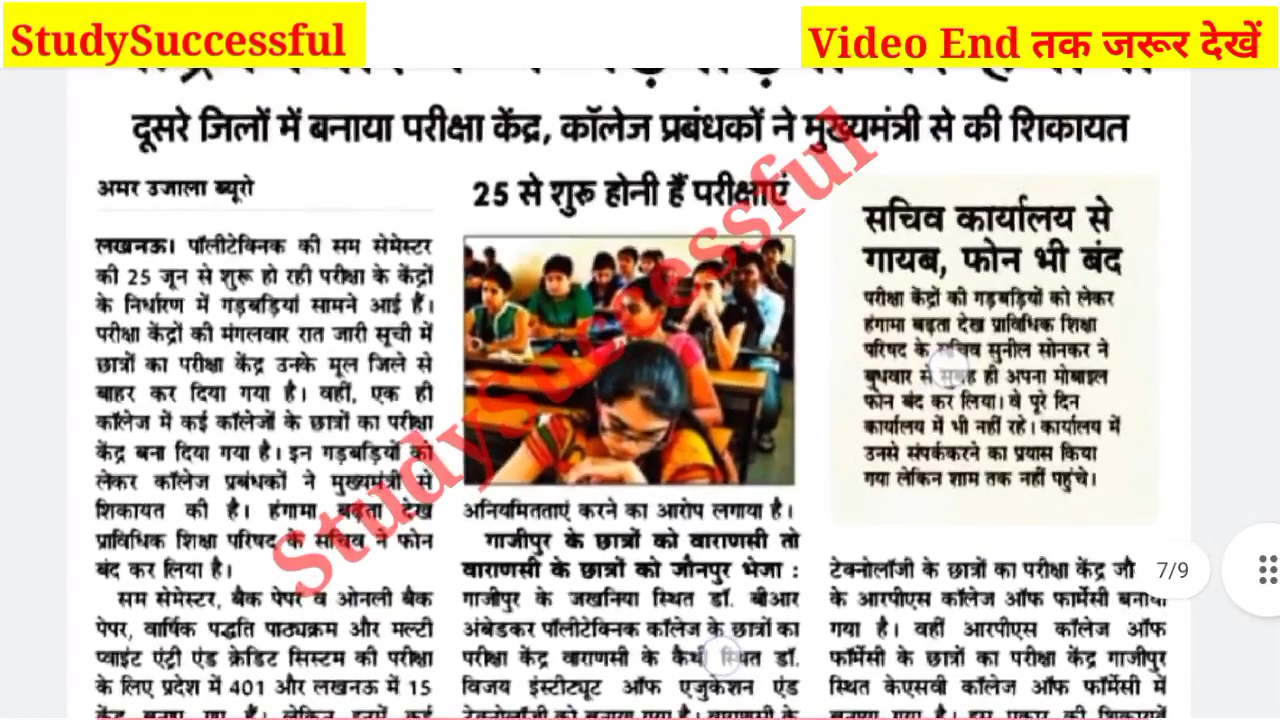 StudySuccessful
Video End तक जरूर देखें
दूसरे जिलों में बनाया परीक्षा केंद्र, कॉलेज प्रबंधकों ने मुख्यमंत्री से की शिकायत
अमर उजाला ब्यूरो
लखनऊ। पॉलीटेक्निक की सम सेमेस्टर
की 25 जून से शुरू हो रही परीक्षा के केंद्रों
के निर्धारण में गड़बड़ियां सामने आई हैं।
परीक्षा केंद्रों की मंगलवार रात जारी सूची में
छात्रों का परीक्षा केंद्र उनके मूल जिले से
बाहर कर दिया गया है। वहीं, एक ही
कॉलेज में कई कॉलेजों के छात्रों का परीक्षा
केंद्र बना दिया गया है। इन गड़बड़ियों को
लेकर कॉलेज प्रबंधकों ने मुख्यमंत्री से
शिकायत की है। हंगामा बढ़ता देख
प्राविधिक शिक्षा परिषद के सचिव ने फोन
बंद कर लिया है।
सम सेमेस्टर, बैक पेपर व ओनली बैक
पेपर, वार्षिक पद्धति पाठ्यक्रम और मल्टी
प्वाइंट एंट्री एंड क्रेडिट सिस्टम की परीक्षा
के लिए प्रदेश में 401 और लखनऊ में 15
25 से शुरू होनी हैं परीक्षाएं
अनियमितताएं करने का आरोप लगाया है।
गाजीपुर के छात्रों को वाराणसी तो
वाराणसी के छात्रों को जौनपुर भेजा :
गाजीपुर के जखनिया स्थित डॉ. बीआर
अंबेडकर पॉलीटेक्निक कॉलेज के छात्रों का
परीक्षा केंद्र वाराणसी के कैथी स्थित डॉ.
विजय इंस्टीट्यूट ऑफ एजुकेशन एंड
टेक्नोलॉजी को बनाया गया है। वाराणसी के
सचिव कार्यालय से
गायब, फोन भी बंद
परीक्षा केंद्रों की गड़बड़ियों को लेकर
हंगामा बढ़ता देख प्राविधिक शिक्षा
परिषद के सचिव सुनील सोनकर ने
बुधवार से सुबह ही अपना मोबाइल
फोन बंद कर लिया। वे पूरे दिन
कार्यालय में भी नहीं रहे। कार्यालय में
उनसे संपर्ककरने का प्रयास किया
गया लेकिन शाम तक नहीं पहुंचे।
टेक्नोलॉजी के छात्रों का परीक्षा केंद्र जौ
के आरपीएस कॉलेज ऑफ फार्मेसी बनाया
गया है। वहीं आरपीएस कॉलेज ऑफ
फॉर्मेसी के छात्रों का परीक्षा केंद्र गाजीपुर
स्थित केएसवी कॉलेज ऑफ फॉर्मेसी में
7/9
StudySuccessful